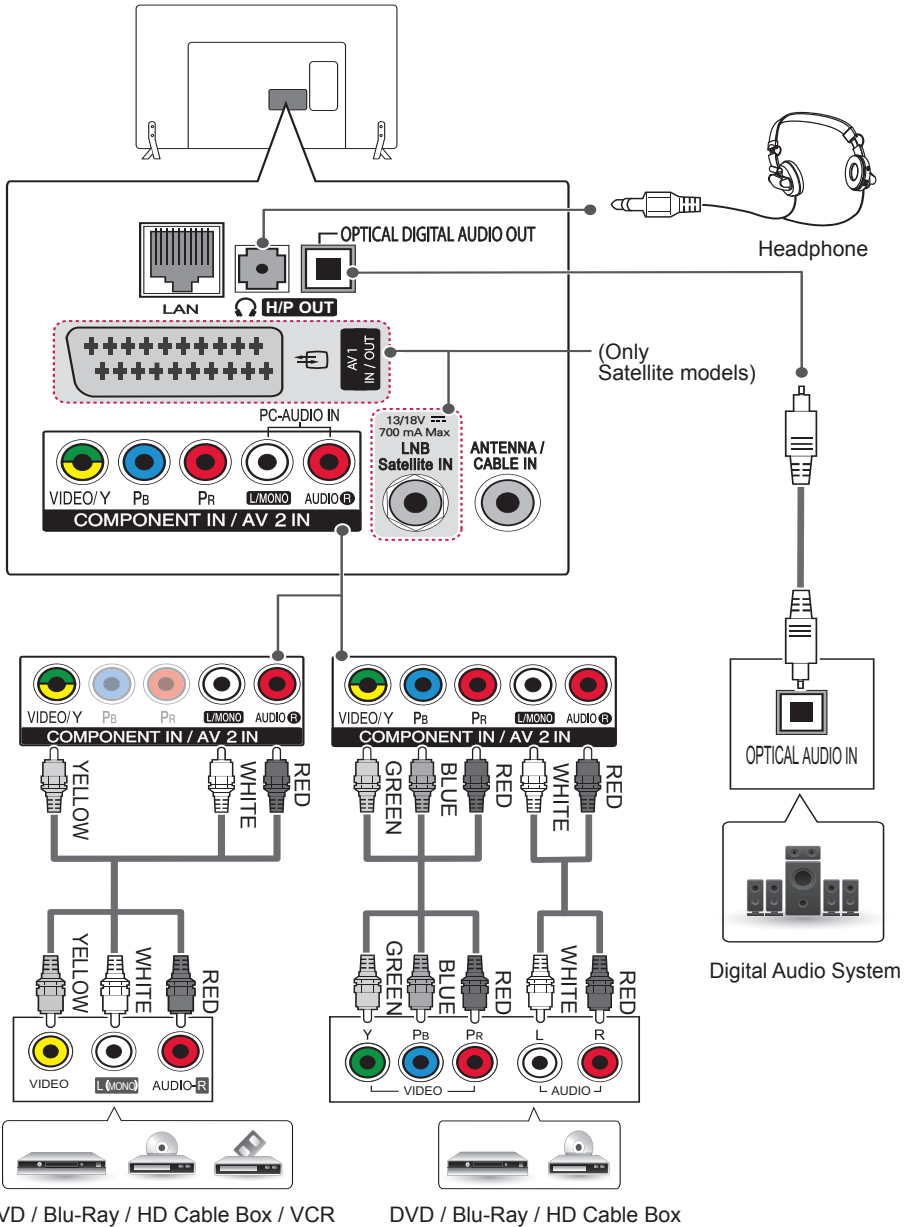 Headphone
OPTICAL DIGITAL AUDIO OUT
LAN
H/P OUT
AV1
IN / OUT
(Only
Satellite models)
PC-AUDIO IN
13/18V
700 mA Max
LNB
Satellite IN
ANTENNA /
CABLE IN
VIDEO/Y PB PR L/MONO AUDIO R
COMPONENT IN / AV 2 IN
VIDEO/Y PB PR L/MONO AUDIO R
COMPONENT IN / AV 2 IN
VIDEO/Y PB PR L/MONO AUDIO R
COMPONENT IN / AV 2 IN
OPTICAL AUDIO IN
YELLOW
WHITE
RED
GREEN
BLUE
RED
WHITE
RED
YELLOW
WHITE
RED
GREEN
BLUE
RED
WHITE
RED
Digital Audio System
VIDEO L(MONO) AUDIO-R
Y PB PR L R
VIDEO AUDIO
VD / Blu-Ray / HD Cable Box / VCR
DVD / Blu-Ray / HD Cable Box